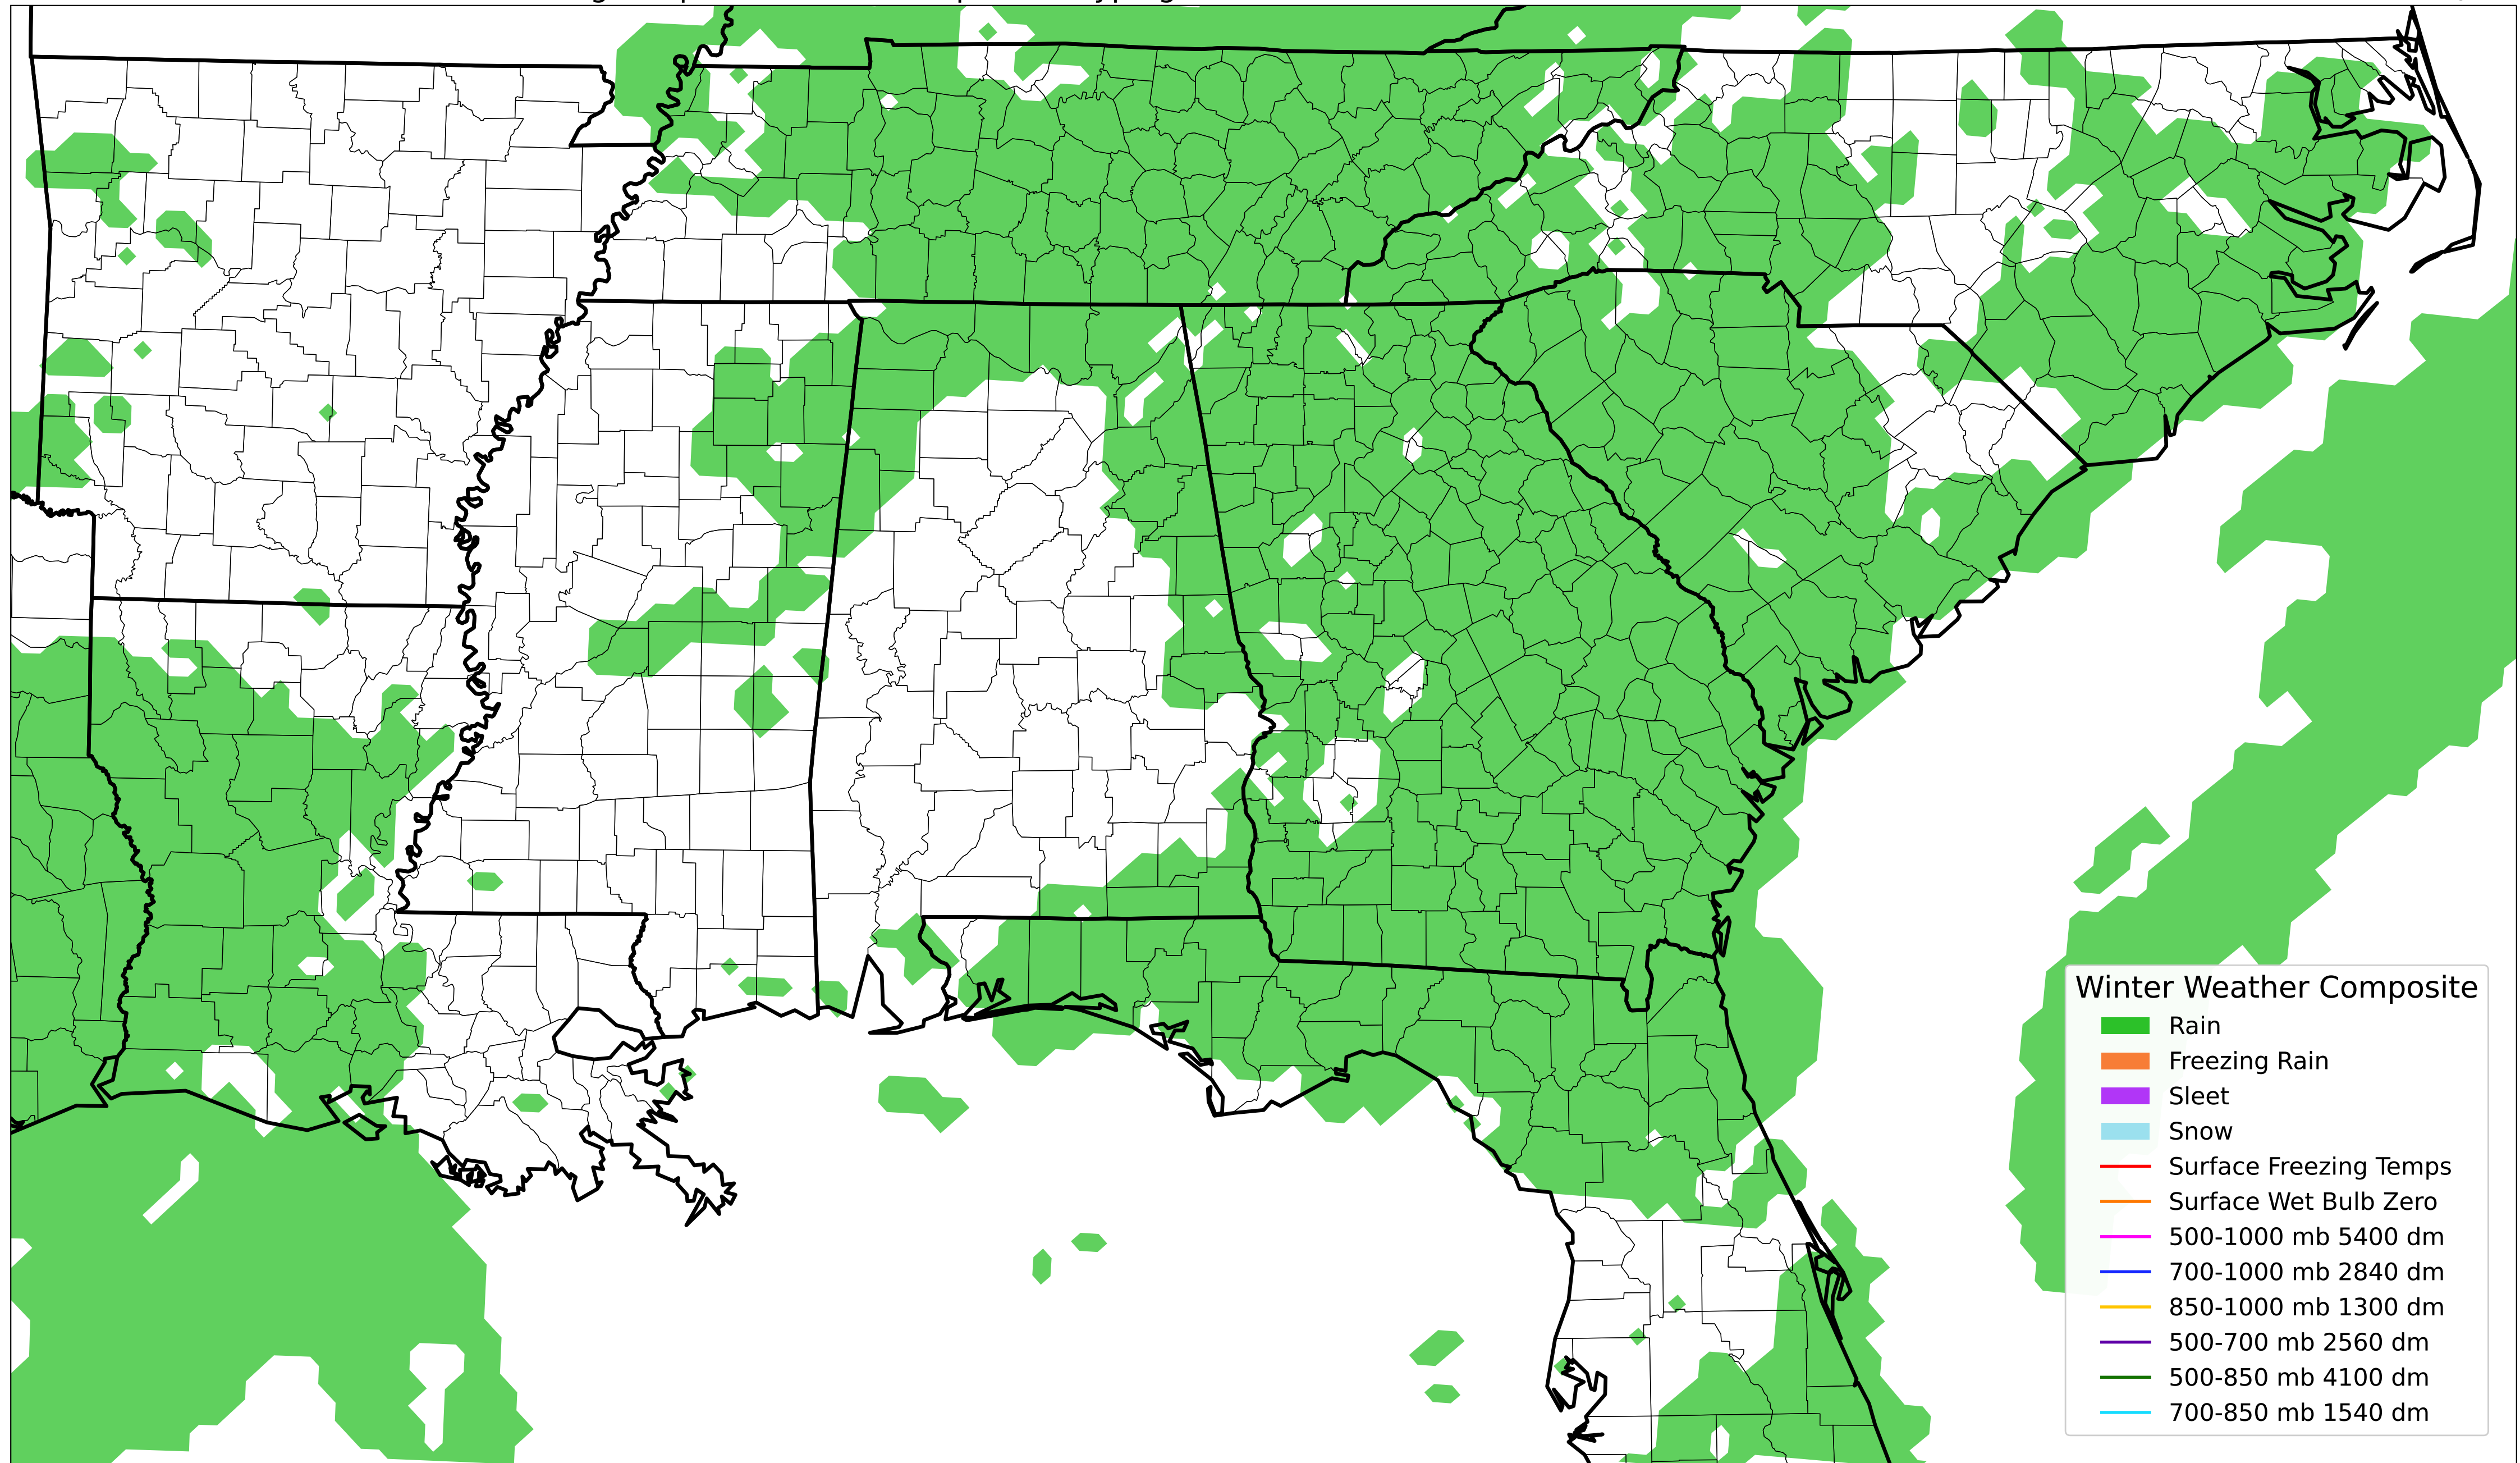 Winter Weather Composite
Rain
Freezing Rain
Sleet
Snow
Surface Freezing Temps
Surface Wet Bulb Zero
500-1000 mb 5400 dm
700-1000 mb 2840 dm
850-1000 mb 1300 dm
500-700 mb 2560 dm
500-850 mb 4100 dm
700-850 mb 1540 dm